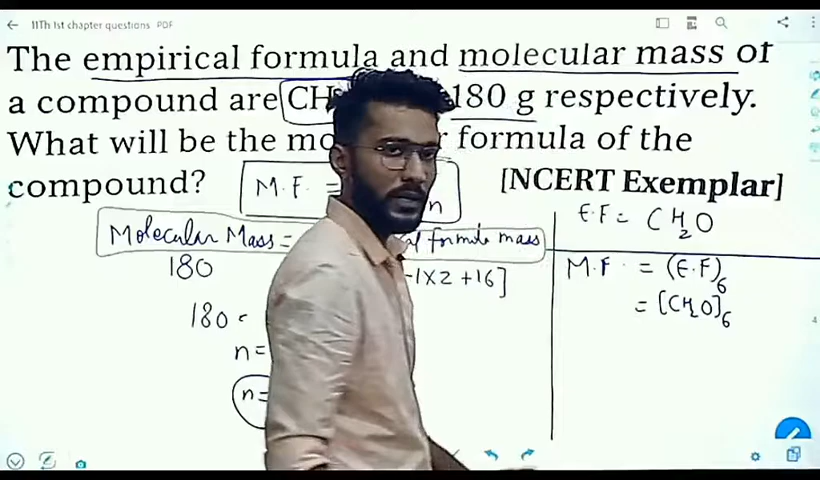 11Th Ist chapter questions PDF
The empirical formula and molecular mass of
a compound are CH 180 g respectively.
What will be the mo formula of the
compound? [NCERT Exemplar]
M.F. = n
E.F = CH2O
Molecular Mass = formula mass
180 1×2 +16]
M.F. = (E.F)6
= [CH2O]6
180
n=
n=